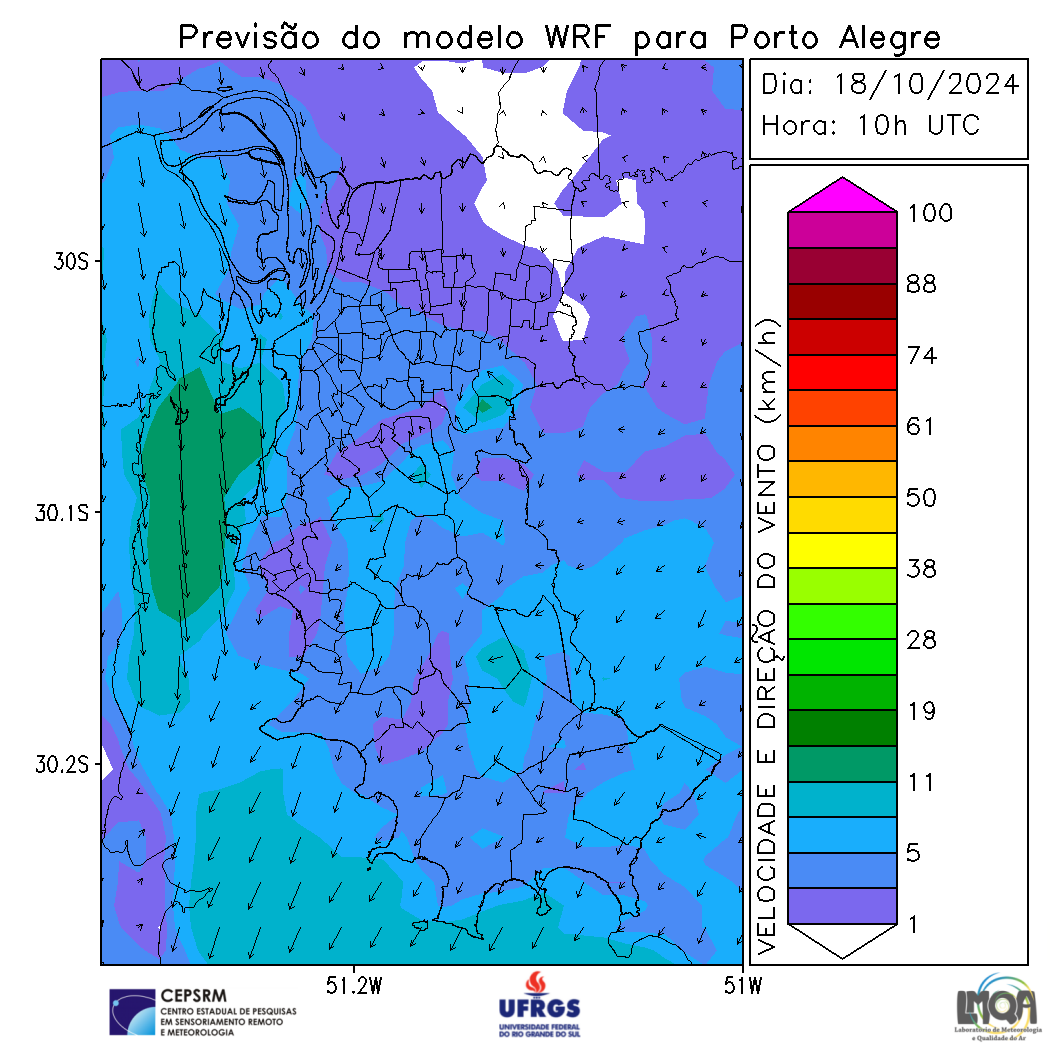 Previsão do modelo WRF para Porto Alegre
Dia: 18/10/2024
Hora: 10h UTC
30S
30.1S
30.2S
51.2W
51W
VELOCIDADE E DIREÇÃO DO VENTO (km/h)
100
88
74
61
50
38
28
19
11
5
1
CEPSRM
CENTRO ESTADUAL DE PESQUISAS
EM SENSORIAMENTO REMOTO
E METEOROLOGIA
UFRGS
UNIVERSIDADE FEDERAL
DO RIO GRANDE DO SUL
LMQA
Laboratório de Meteorologia
e Qualidade do Ar